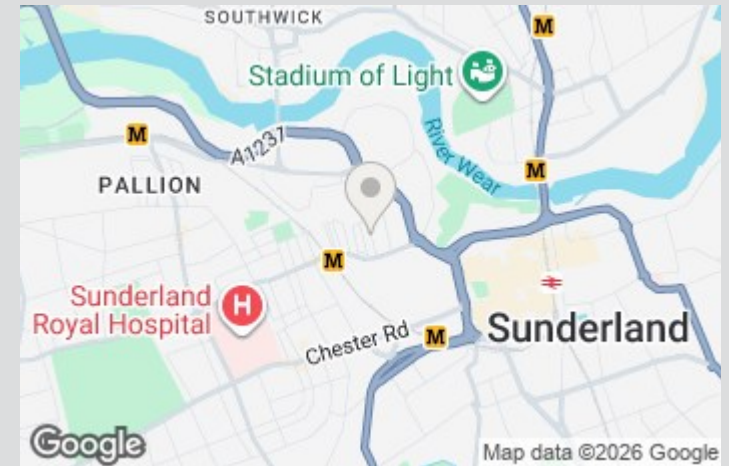 SOUTHWICK
M
Stadium of Light
A1231
River Wear
M
M
PALLION
M
Sunderland
Royal Hospital
H
Chester Rd
M
Sunderland
Google
Map data ©2026 Google